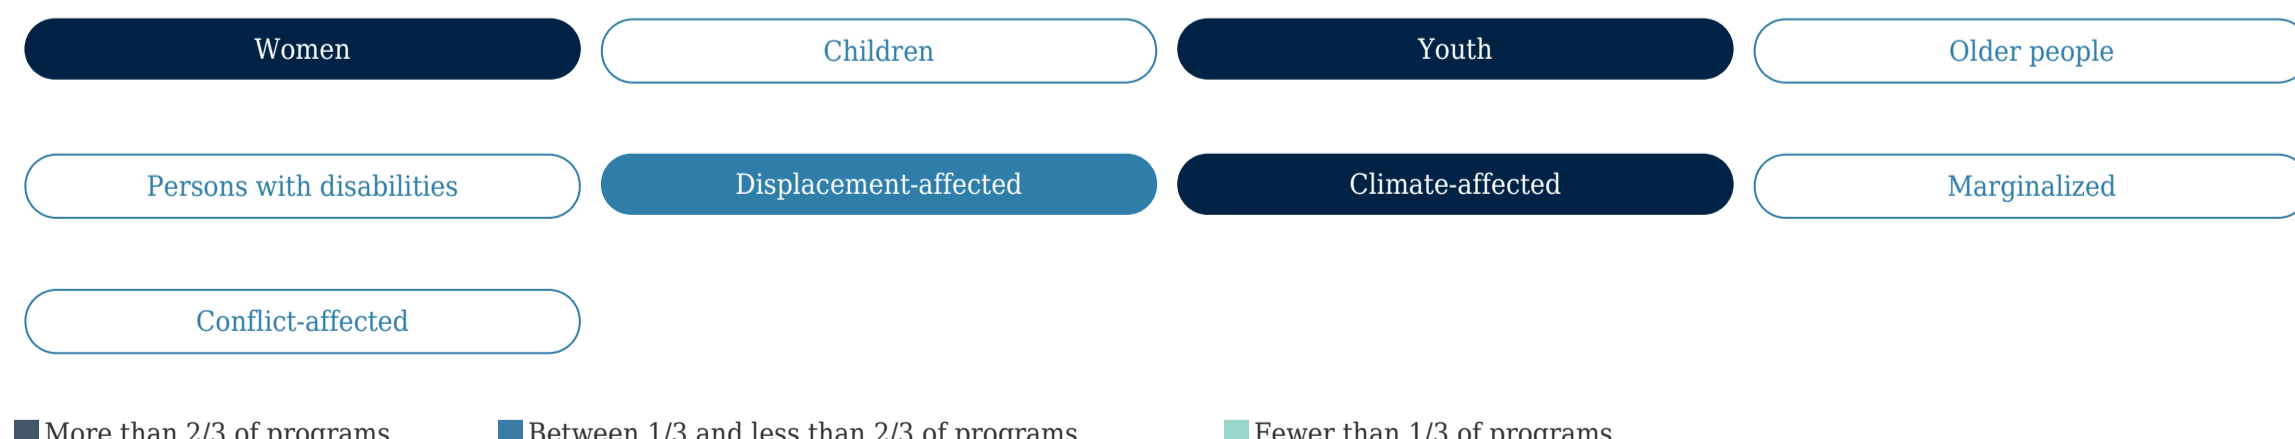 Women
Children
Youth
Older people
Persons with disabilities
Displacement-affected
Climate-affected
Marginalized
Conflict-affected
More than 2/3 of programs
Between 1/3 and less than 2/3 of programs
Fewer than 1/3 of programs